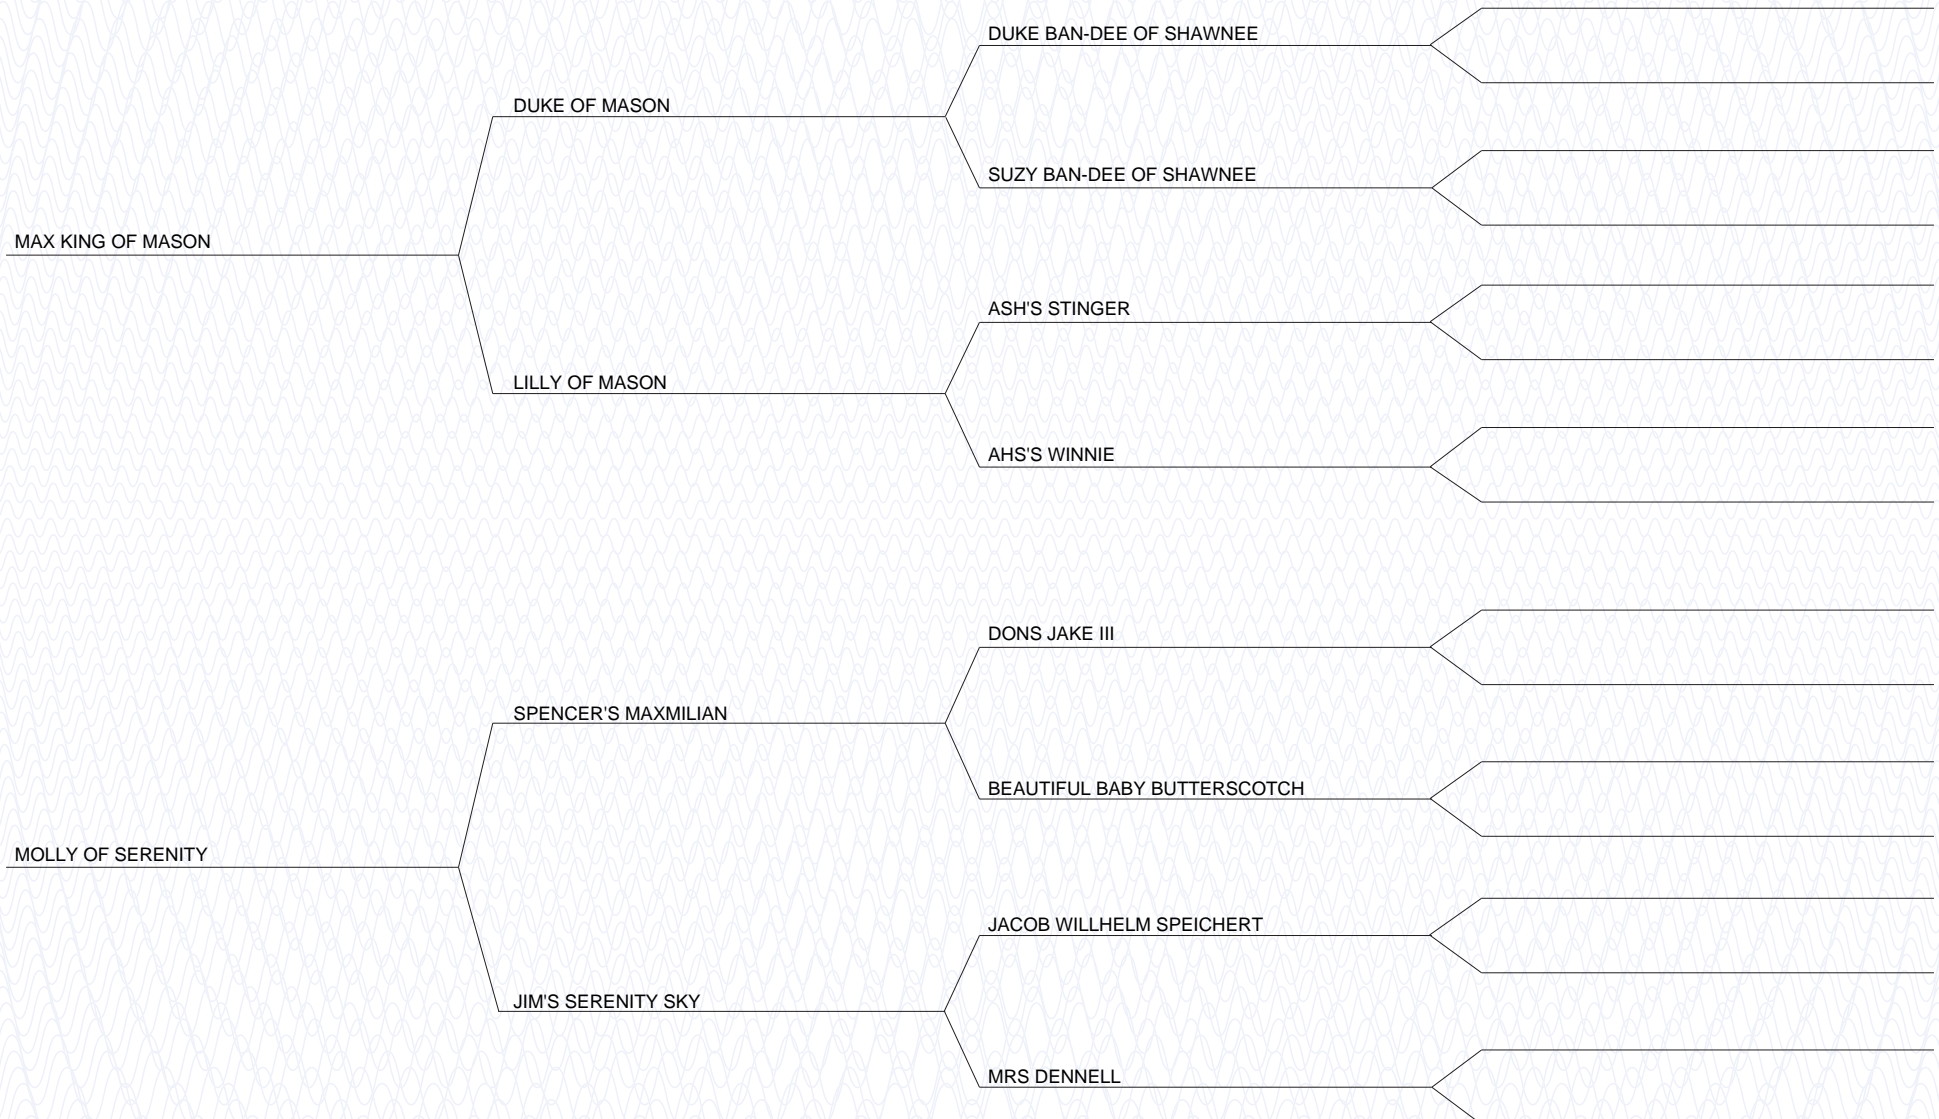 DUKE BAN-DEE OF SHAWNEE
DUKE OF MASON
SUZY BAN-DEE OF SHAWNEE
MAX KING OF MASON
ASH'S STINGER
LILLY OF MASON
AHS'S WINNIE
DONS JAKE III
SPENCER'S MAXMILIAN
BEAUTIFUL BABY BUTTERSCOTCH
MOLLY OF SERENITY
JACOB WILLHELM SPEICHERT
JIM'S SERENITY SKY
MRS DENNELL